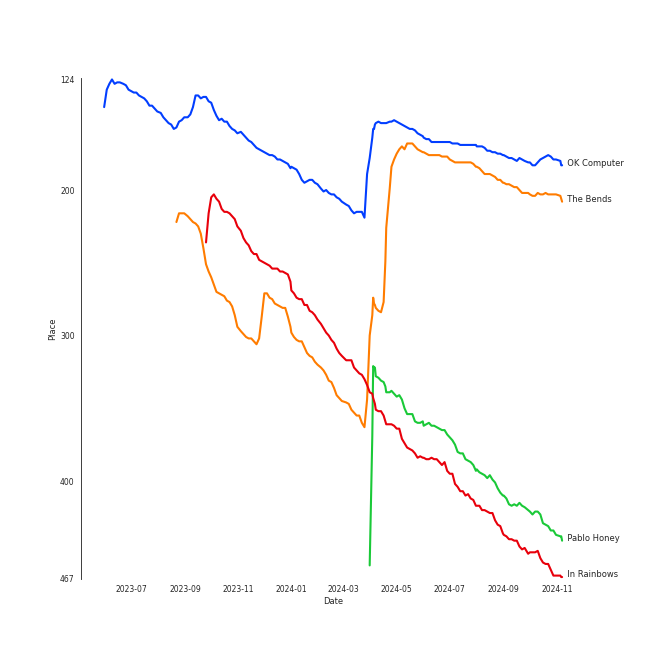 124
200
300
400
467
Place
2023-07
2023-09
2023-11
2024-01
2024-03
2024-05
2024-07
2024-09
2024-11
Date
OK Computer
The Bends
Pablo Honey
In Rainbows